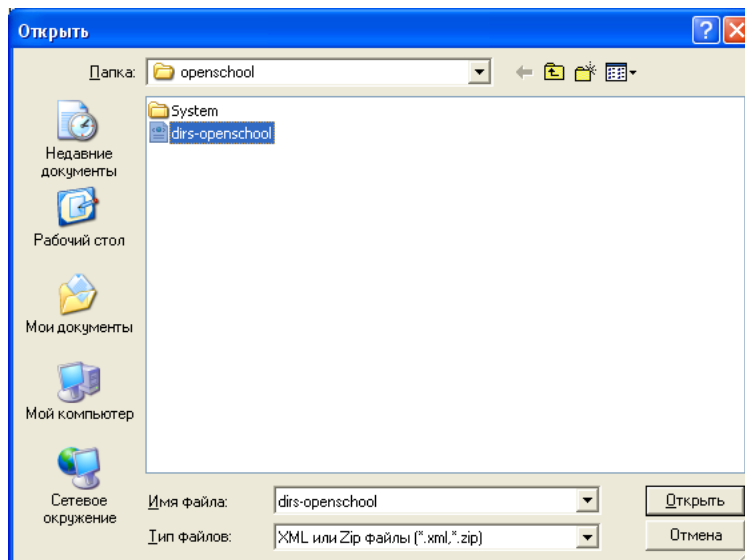 Открыть
Папка: openschool
System
dirs-openschool
Недавние
документы
Рабочий стол
Мои документы
Мой компьютер
Сетевое
окружение
Имя файла: dirs-openschool Открыть
Тип файлов: XML или Zip файлы (*.xml,*.zip) Отмена